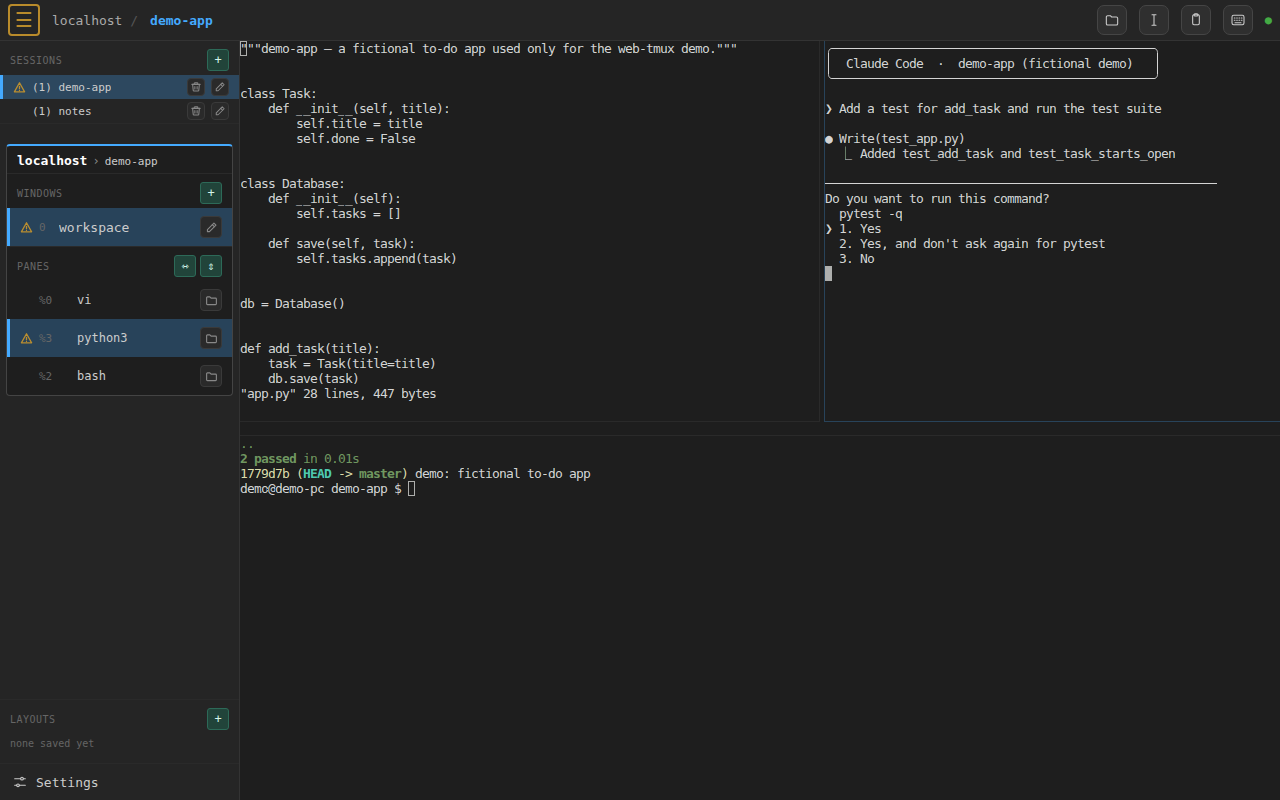 localhost / demo-app
SESSIONS +
(1) demo-app
(1) notes
localhost › demo-app
WINDOWS +
0 workspace
PANES ⇔ ⇕
%0 vi
%3 python3
%2 bash
LAYOUTS +
none saved yet
Settings
"""demo-app — a fictional to-do app used only for the web-tmux demo."""
class Task:
def __init__(self, title):
self.title = title
self.done = False
class Database:
def __init__(self):
self.tasks = []
def save(self, task):
self.tasks.append(task)
db = Database()
def add_task(title):
task = Task(title=title)
db.save(task)
"app.py" 28 lines, 447 bytes
Claude Code · demo-app (fictional demo)
❯ Add a test for add_task and run the test suite
● Write(test_app.py)
⎿ Added test_add_task and test_task_starts_open
Do you want to run this command?
pytest -q
❯ 1. Yes
2. Yes, and don't ask again for pytest
3. No
..
2 passed in 0.01s
1779d7b (HEAD -> master) demo: fictional to-do app
demo@demo-pc demo-app $